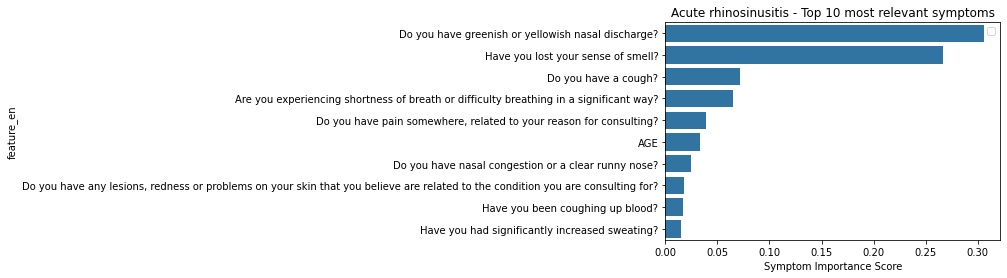 Acute rhinosinusitis - Top 10 most relevant symptoms
Do you have greenish or yellowish nasal discharge?
Have you lost your sense of smell?
Do you have a cough?
Are you experiencing shortness of breath or difficulty breathing in a significant way?
Do you have pain somewhere, related to your reason for consulting?
AGE
Do you have nasal congestion or a clear runny nose?
Do you have any lesions, redness or problems on your skin that you believe are related to the condition you are consulting for?
Have you been coughing up blood?
Have you had significantly increased sweating?
feature_en
0.00 0.05 0.10 0.15 0.20 0.25 0.30
Symptom Importance Score